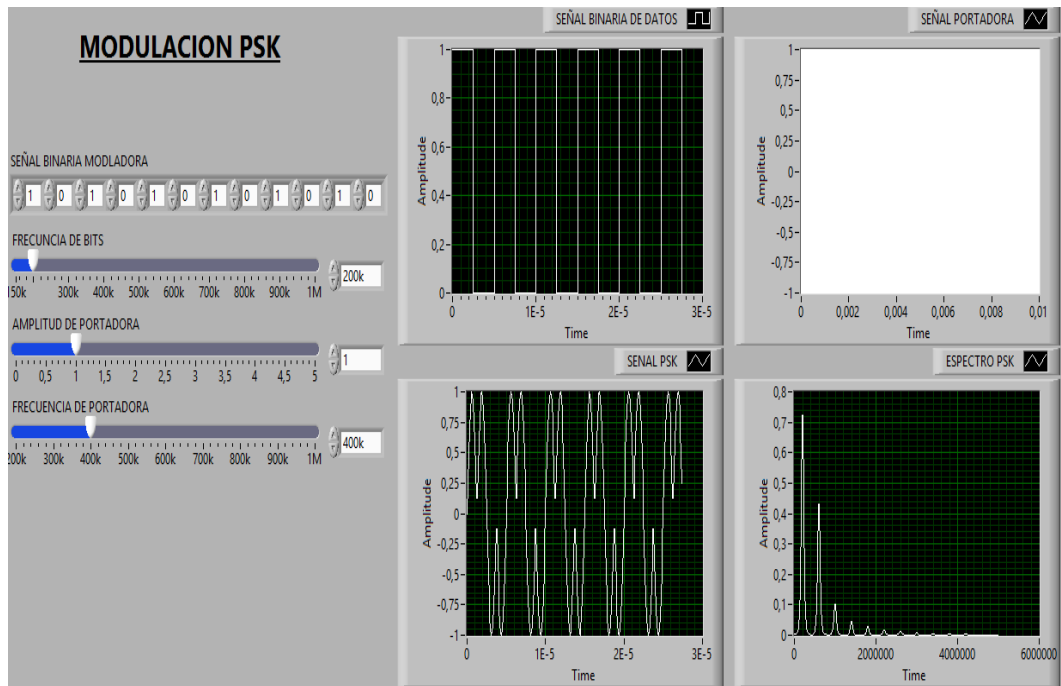 MODULACION PSK
SEÑAL BINARIA MODLADORA
1 0 1 0 1 0 1 0 1 0 1 0
FRECUNCIA DE BITS
150k 300k 400k 500k 600k 700k 800k 900k 1M
200k
AMPLITUD DE PORTADORA
0 0,5 1 1,5 2 2,5 3 3,5 4 4,5 5
1
FRECUENCIA DE PORTADORA
200k 300k 400k 500k 600k 700k 800k 900k 1M
400k
SEÑAL BINARIA DE DATOS
Amplitude
1
0,8
0,6
0,4
0,2
0
0 1E-5 2E-5 3E-5
Time
SEÑAL PORTADORA
Amplitude
1
0,75
0,5
0,25
0
-0,25
-0,5
-0,75
-1
0 0,002 0,004 0,006 0,008 0,01
Time
SENAL PSK
Amplitude
1
0,75
0,5
0,25
0
-0,25
-0,5
-0,75
-1
0 1E-5 2E-5 3E-5
Time
ESPECTRO PSK
Amplitude
0,8
0,7
0,6
0,5
0,4
0,3
0,2
0,1
0
0 2000000 4000000 6000000
Time